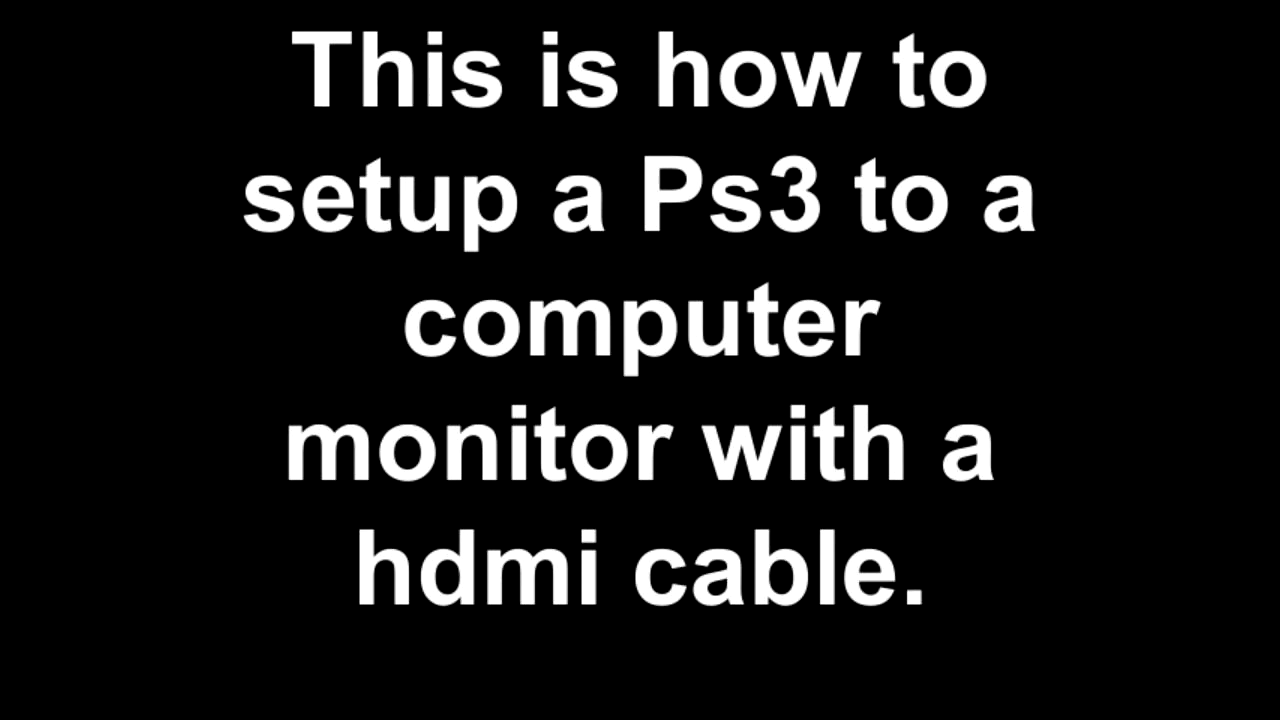 This is how to
setup a Ps3 to a
computer
monitor with a
hdmi cable.